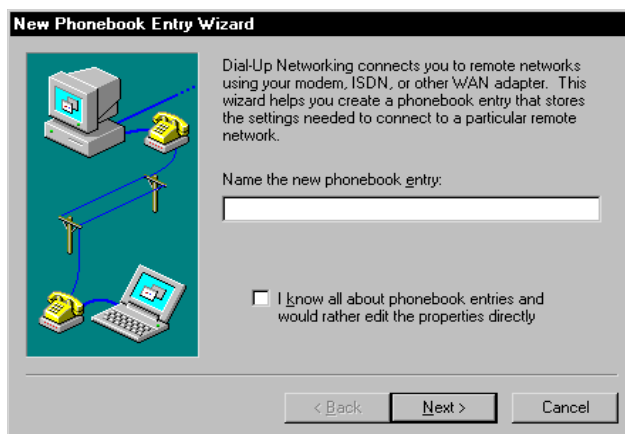 New Phonebook Entry Wizard
Dial-Up Networking connects you to remote networks
using your modem, ISDN, or other WAN adapter.  This
wizard helps you create a phonebook entry that stores
the settings needed to connect to a particular remote
network.
Name the new phonebook entry:
I know all about phonebook entries and
would rather edit the properties directly
< Back
Next >
Cancel